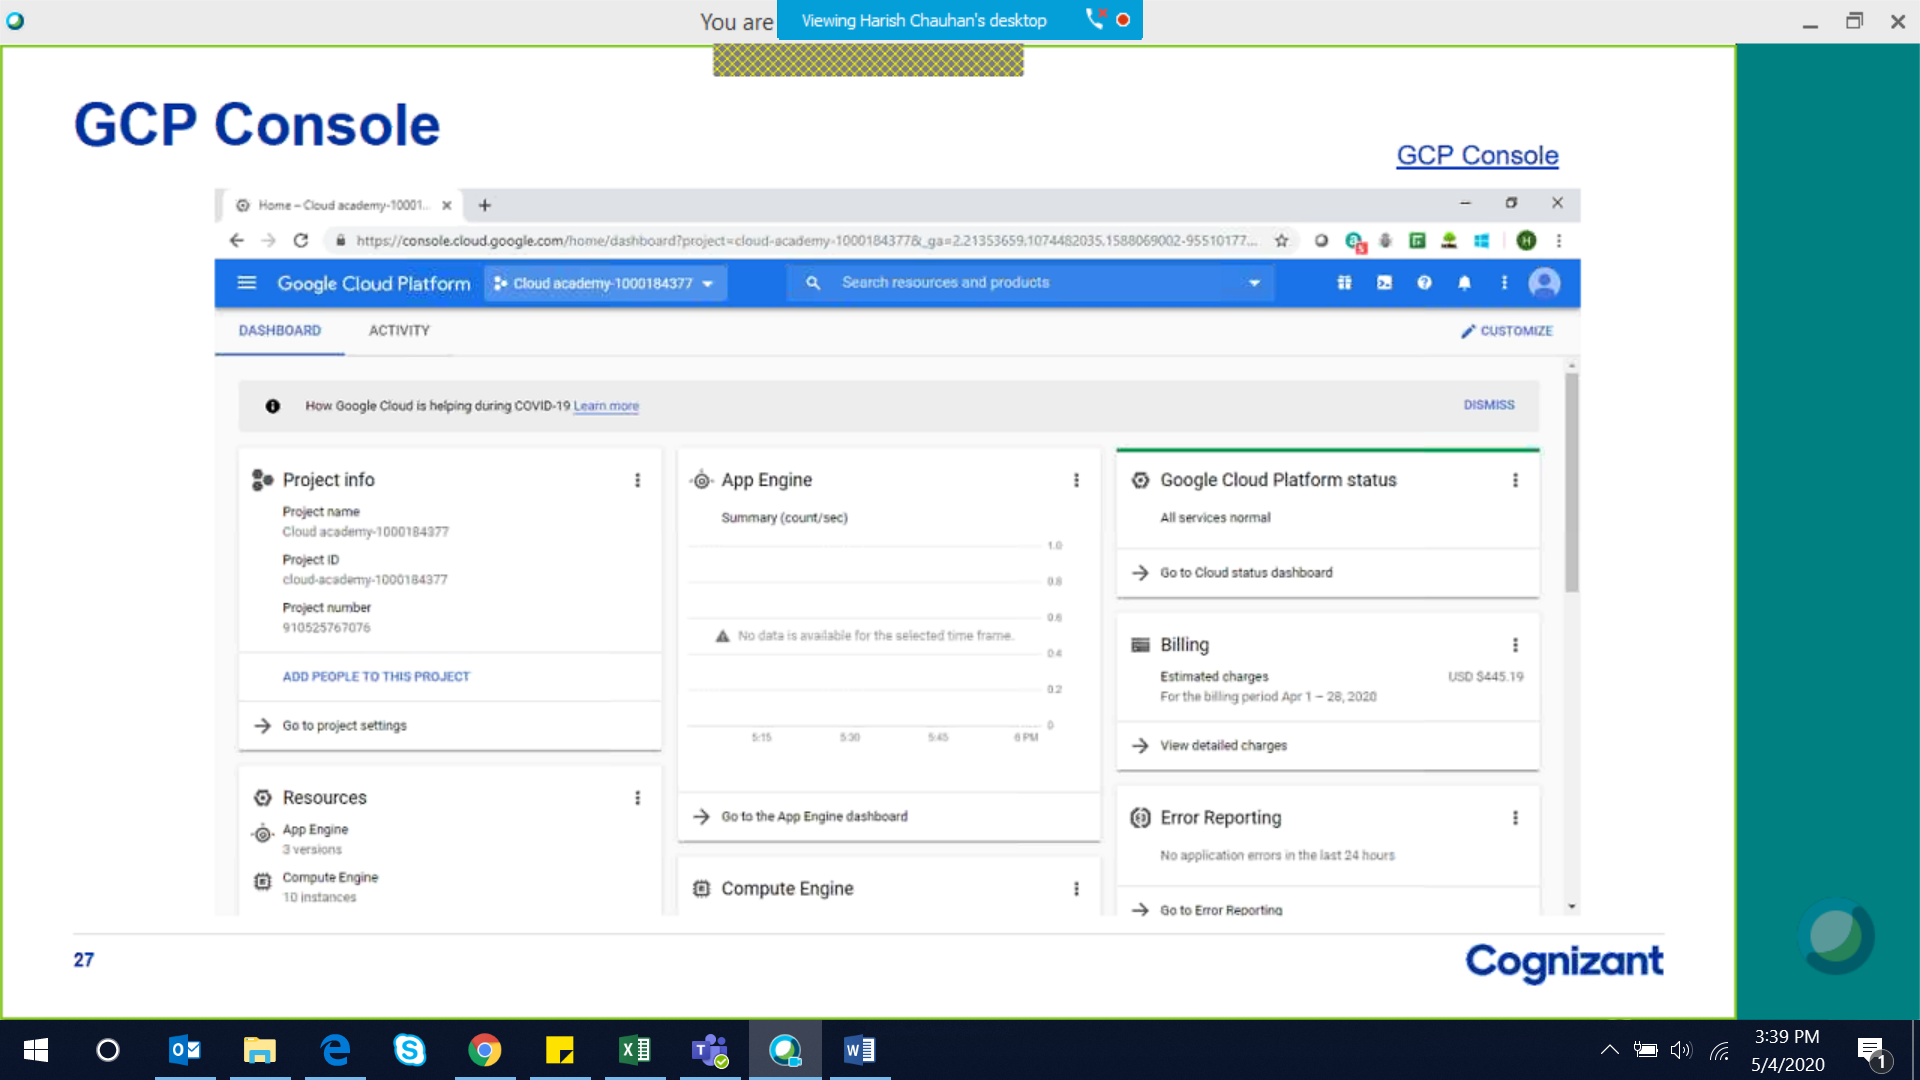 You are
Viewing Harish Chauhan's desktop
GCP Console
GCP Console
Home – Cloud academy-10001...
https://console.cloud.google.com/home/dashboard?project=cloud-academy-1000184377&_ga=2.21353659.1074482035.1588069002-95510177...
Google Cloud Platform
Cloud academy-1000184377
Search resources and products
DASHBOARD
ACTIVITY
CUSTOMIZE
How Google Cloud is helping during COVID-19 Learn more
DISMISS
Project info
Project name
Cloud academy-1000184377
Project ID
cloud-academy-1000184377
Project number
910525767076
ADD PEOPLE TO THIS PROJECT
Go to project settings
Resources
App Engine
3 versions
Compute Engine
10 instances
App Engine
Summary (count/sec)
1.0
0.8
0.6
No data is available for the selected time frame.
0.4
0.2
0
5:15
5:30
5:45
6 PM
Go to the App Engine dashboard
Compute Engine
Google Cloud Platform status
All services normal
Go to Cloud status dashboard
Billing
Estimated charges
USD $445.19
For the billing period Apr 1 – 28, 2020
View detailed charges
Error Reporting
No application errors in the last 24 hours
Go to Error Reporting
27
Cognizant
3:39 PM
5/4/2020
1